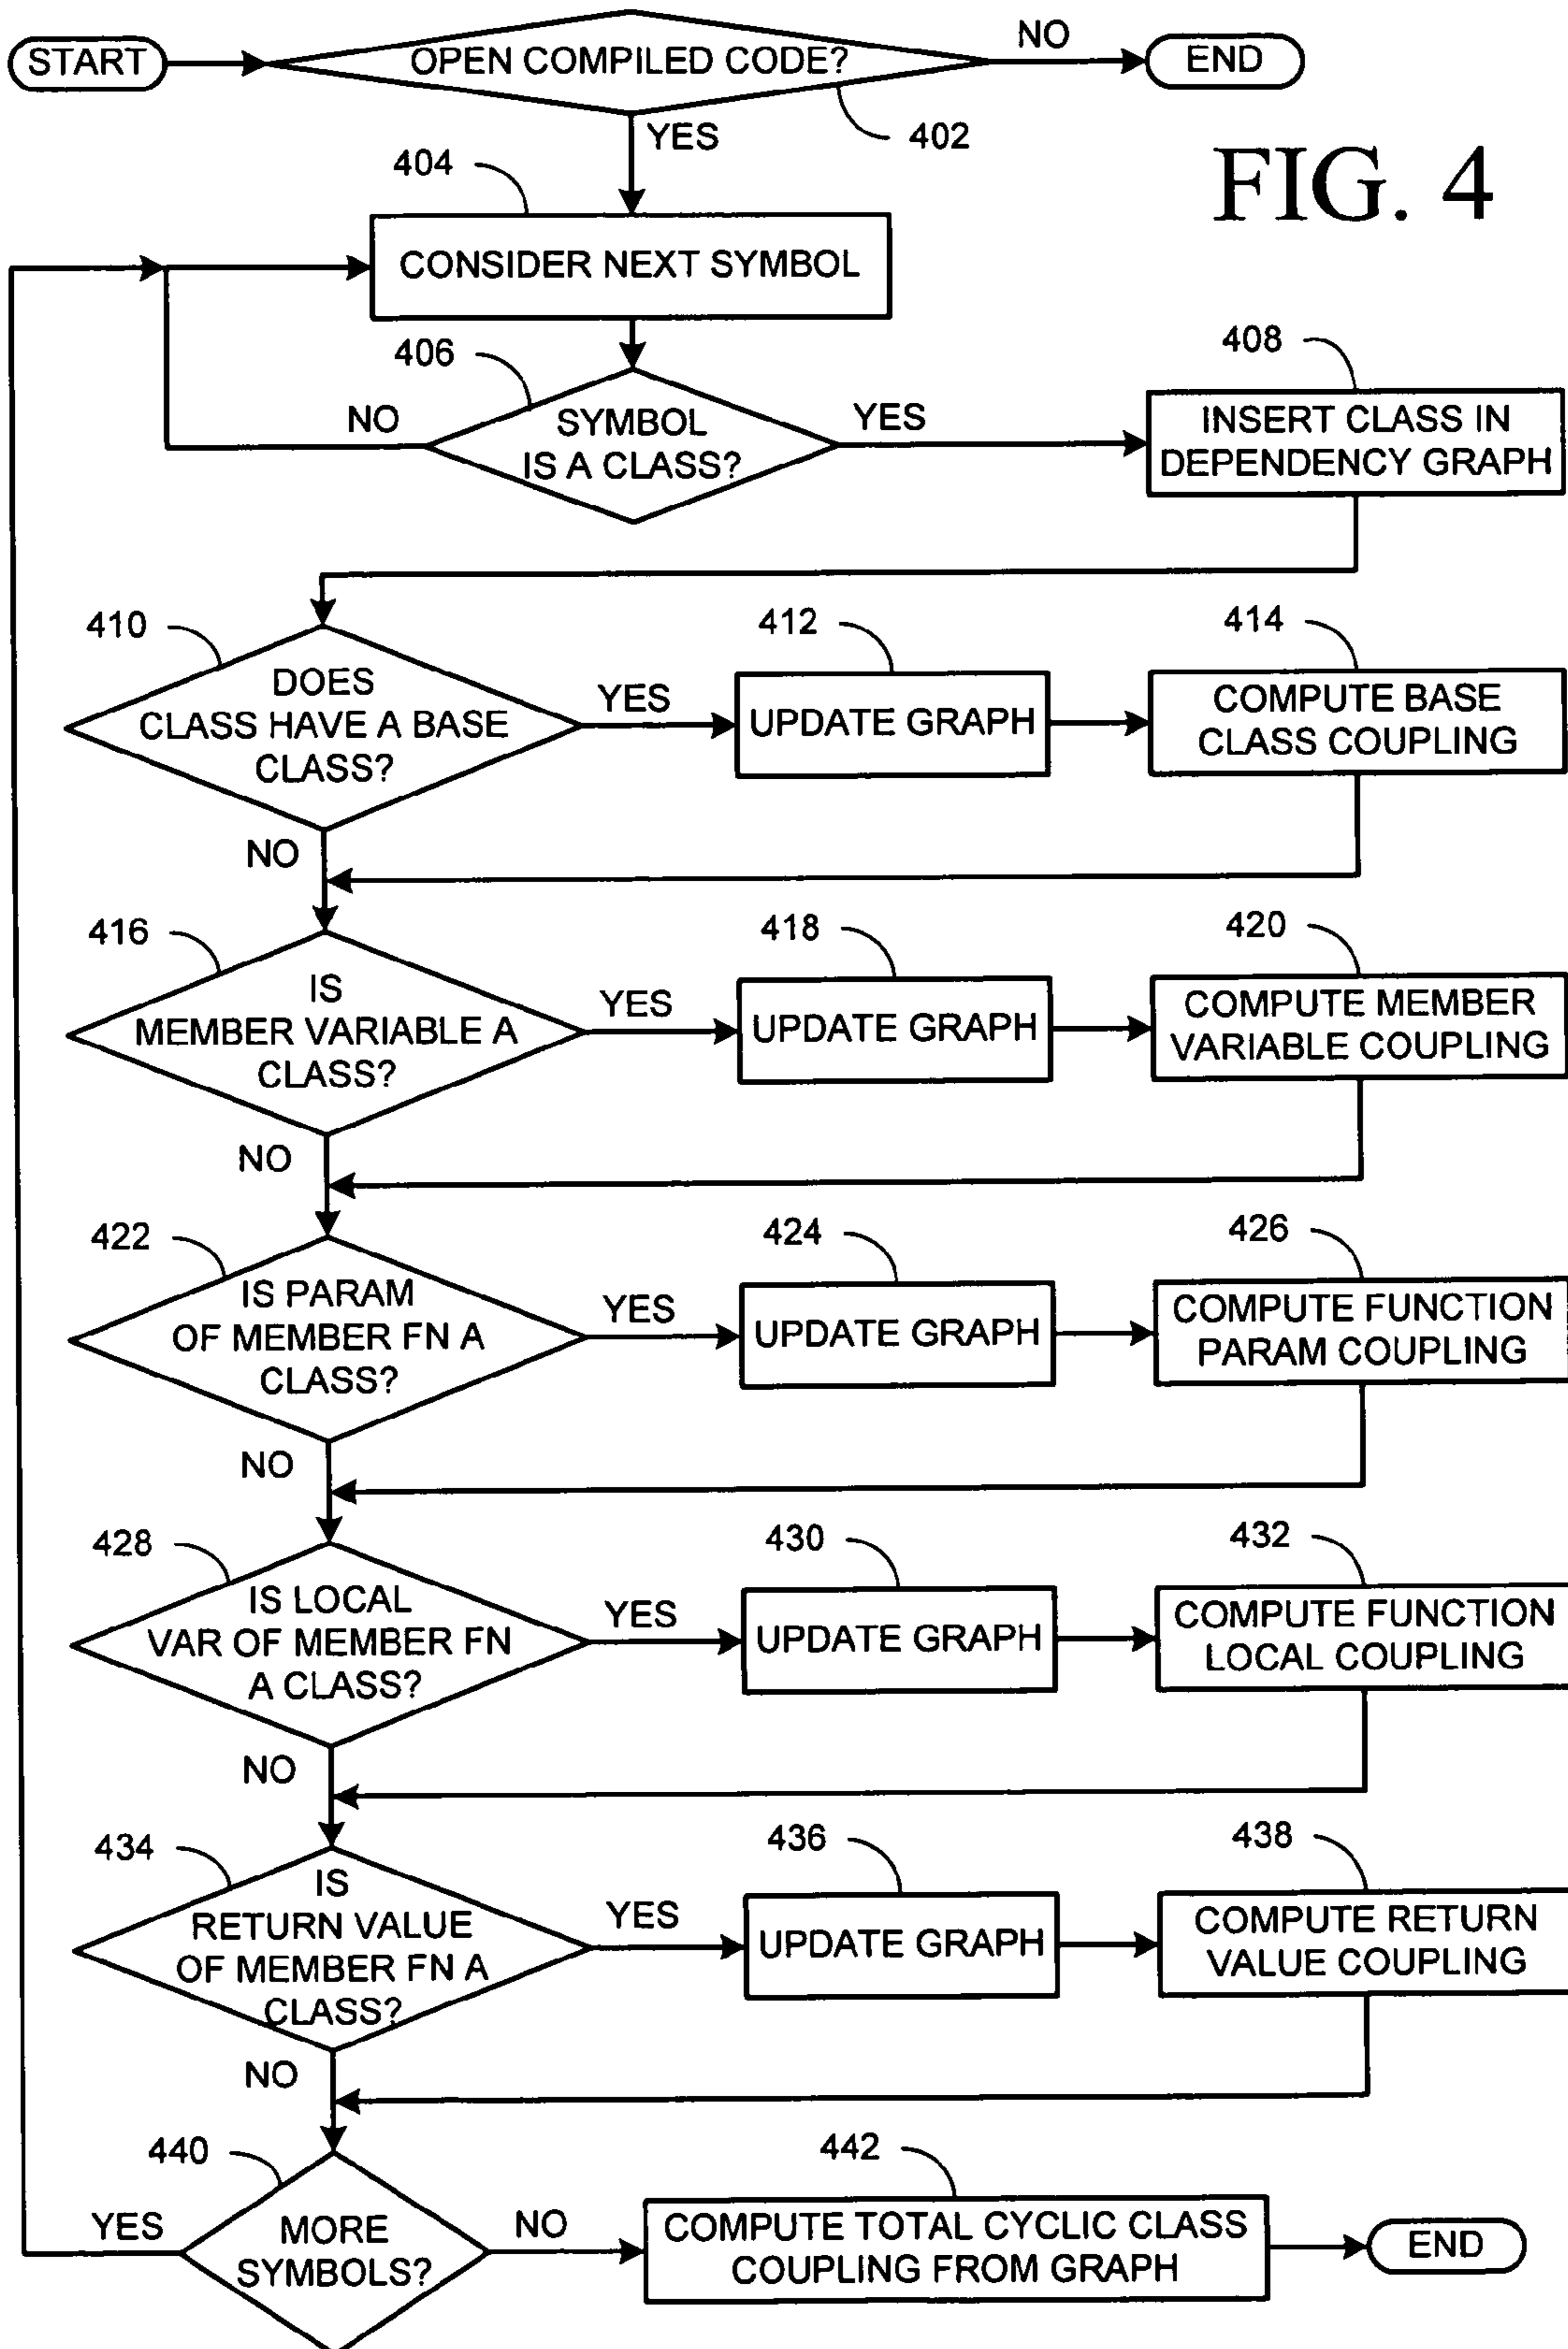 START
OPEN COMPILED CODE?
NO
END
402
YES
FIG. 4
404
CONSIDER NEXT SYMBOL
406
408
NO
SYMBOL
IS A CLASS?
YES
INSERT CLASS IN
DEPENDENCY GRAPH
410
412
414
DOES
CLASS HAVE A BASE
CLASS?
YES
UPDATE GRAPH
COMPUTE BASE
CLASS COUPLING
NO
416
418
420
IS
MEMBER VARIABLE A
CLASS?
YES
UPDATE GRAPH
COMPUTE MEMBER
VARIABLE COUPLING
NO
422
424
426
IS PARAM
OF MEMBER FN A
CLASS?
YES
UPDATE GRAPH
COMPUTE FUNCTION
PARAM COUPLING
NO
428
430
432
IS LOCAL
VAR OF MEMBER FN
A CLASS?
YES
UPDATE GRAPH
COMPUTE FUNCTION
LOCAL COUPLING
NO
434
436
438
IS
RETURN VALUE
OF MEMBER FN A
CLASS?
YES
UPDATE GRAPH
COMPUTE RETURN
VALUE COUPLING
NO
440
442
YES
MORE
SYMBOLS?
NO
COMPUTE TOTAL CYCLIC CLASS
COUPLING FROM GRAPH
END